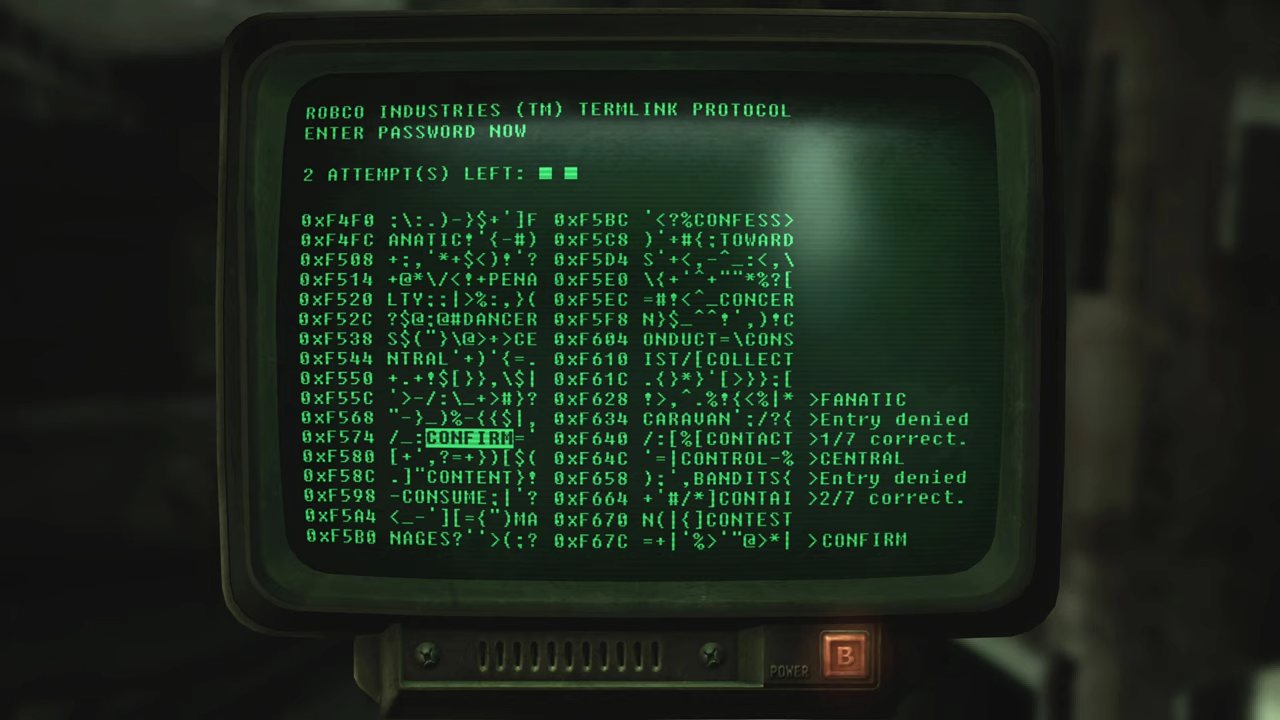 ROBCO INDUSTRIES (TM) TERMLINK PROTOCOL
ENTER PASSWORD NOW
2 ATTEMPT(S) LEFT: ■ ■
0xF4F0 ;\:.)-}$+']F 0xF5BC '<?%CONFESS>
0xF4FC ANATIC!'{-#) 0xF5C8 )'+#{;TOWARD
0xF508 +:,'*+$<)!'? 0xF5D4 S'+<,-^_:<,\
0xF514 +@*\/<!+PENA 0xF5E0 \{+'^+""*%?[
0xF520 LTY;:|>%:,}( 0xF5EC =#!<^_CONCER
0xF52C ?$@;@#DANCER 0xF5F8 N}$_^^!',)!C
0xF538 S$("}\@>+>CE 0xF604 ONDUCT=\CONS
0xF544 NTRAL'+)'{=. 0xF610 IST/[COLLECT
0xF550 +.+!$[}},\$| 0xF61C .{}*}'[>}};[
0xF55C '>-/:\_+>#}? 0xF628 !>,^.%!{<%|* >FANATIC
0xF568 "-}_)%-{{$|, 0xF634 CARAVAN';/?{ >Entry denied
0xF574 /_:CONFIRM=' 0xF640 /:[%[CONTACT >1/7 correct.
0xF580 [+',?=+})[$( 0xF64C '=|CONTROL-% >CENTRAL
0xF58C .]"CONTENT}! 0xF658 );',BANDITS{ >Entry denied
0xF598 -CONSUME;|'? 0xF664 +'#/*]CONTAI >2/7 correct.
0xF5A4 <_-'][={")MA 0xF670 N(|{]CONTEST
0xF5B0 NAGES?''>(;? 0xF67C =+|'%>'"@>*| >CONFIRM
POWER B